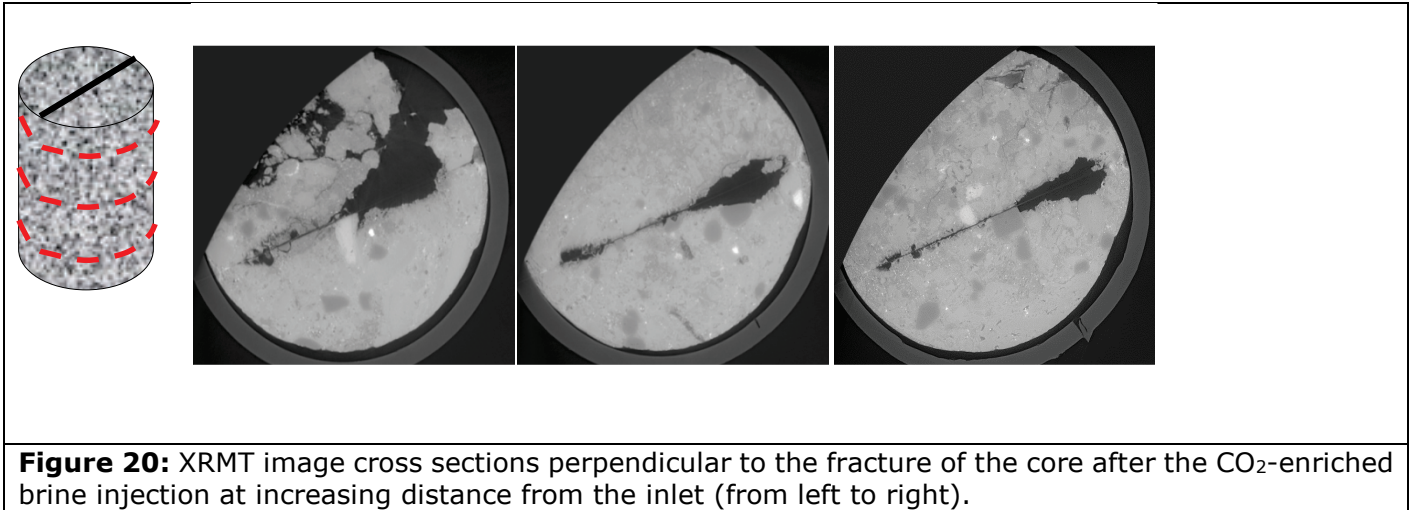 Figure 20: XRMT image cross sections perpendicular to the fracture of the core after the CO₂-enriched
brine injection at increasing distance from the inlet (from left to right).